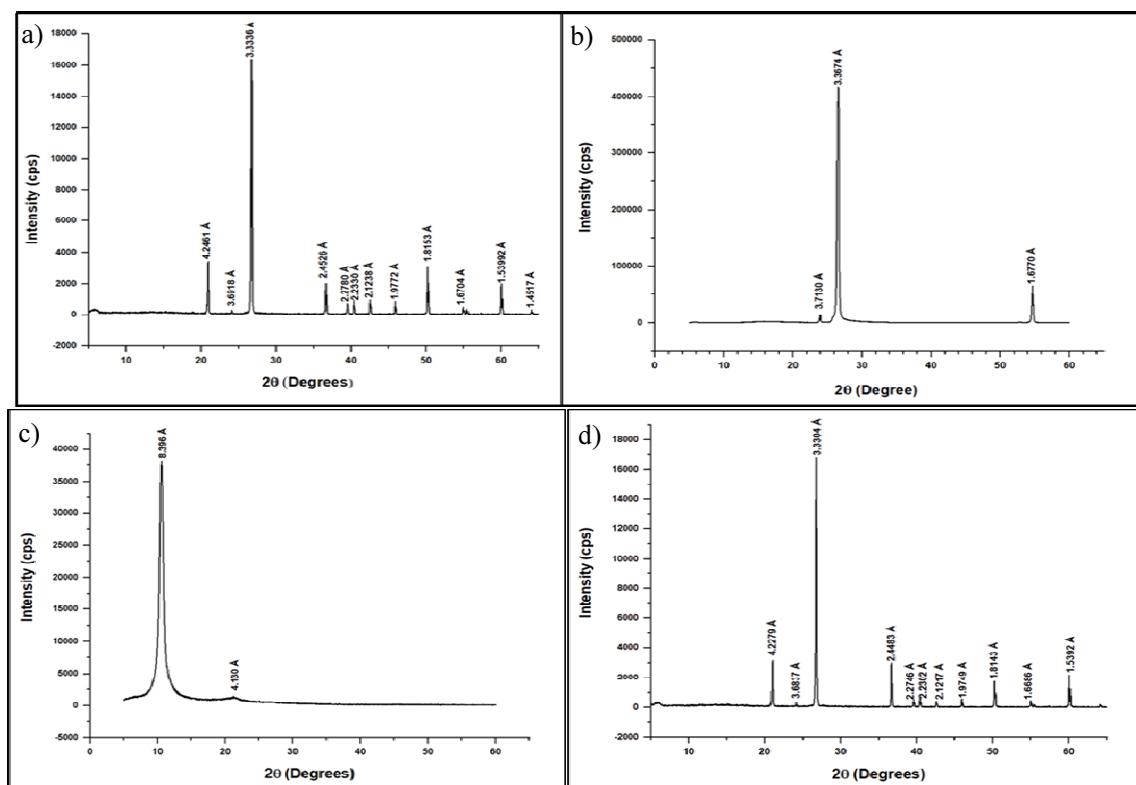 a)
Intensity (cps)
18000
16000
14000
12000
10000
8000
6000
4000
2000
0
-2000
4.2461 Å
3.6918 Å
3.3336 Å
2.4526 Å
2.2780 Å
2.2330 Å
2.1238 Å
1.9772 Å
1.8153 Å
1.6704 Å
1.53992 Å
1.4517 Å
10 20 30 40 50 60
2θ (Degrees)
b)
Intensity (cps)
500000
400000
300000
200000
100000
0
3.7130 Å
3.3674 Å
1.6770 Å
0 10 20 30 40 50 60
2θ (Degree)
c)
Intensity (cps)
40000
35000
30000
25000
20000
15000
10000
5000
0
-5000
8.396 Å
4.130 Å
0 10 20 30 40 50 60
2θ (Degrees)
d)
Intensity (cps)
18000
16000
14000
12000
10000
8000
6000
4000
2000
0
-2000
4.2279 Å
3.6817 Å
3.3304 Å
2.4483 Å
2.2746 Å
2.2302 Å
2.1217 Å
1.9749 Å
1.8143 Å
1.6686 Å
1.5392 Å
10 20 30 40 50 60
2θ (Degrees)